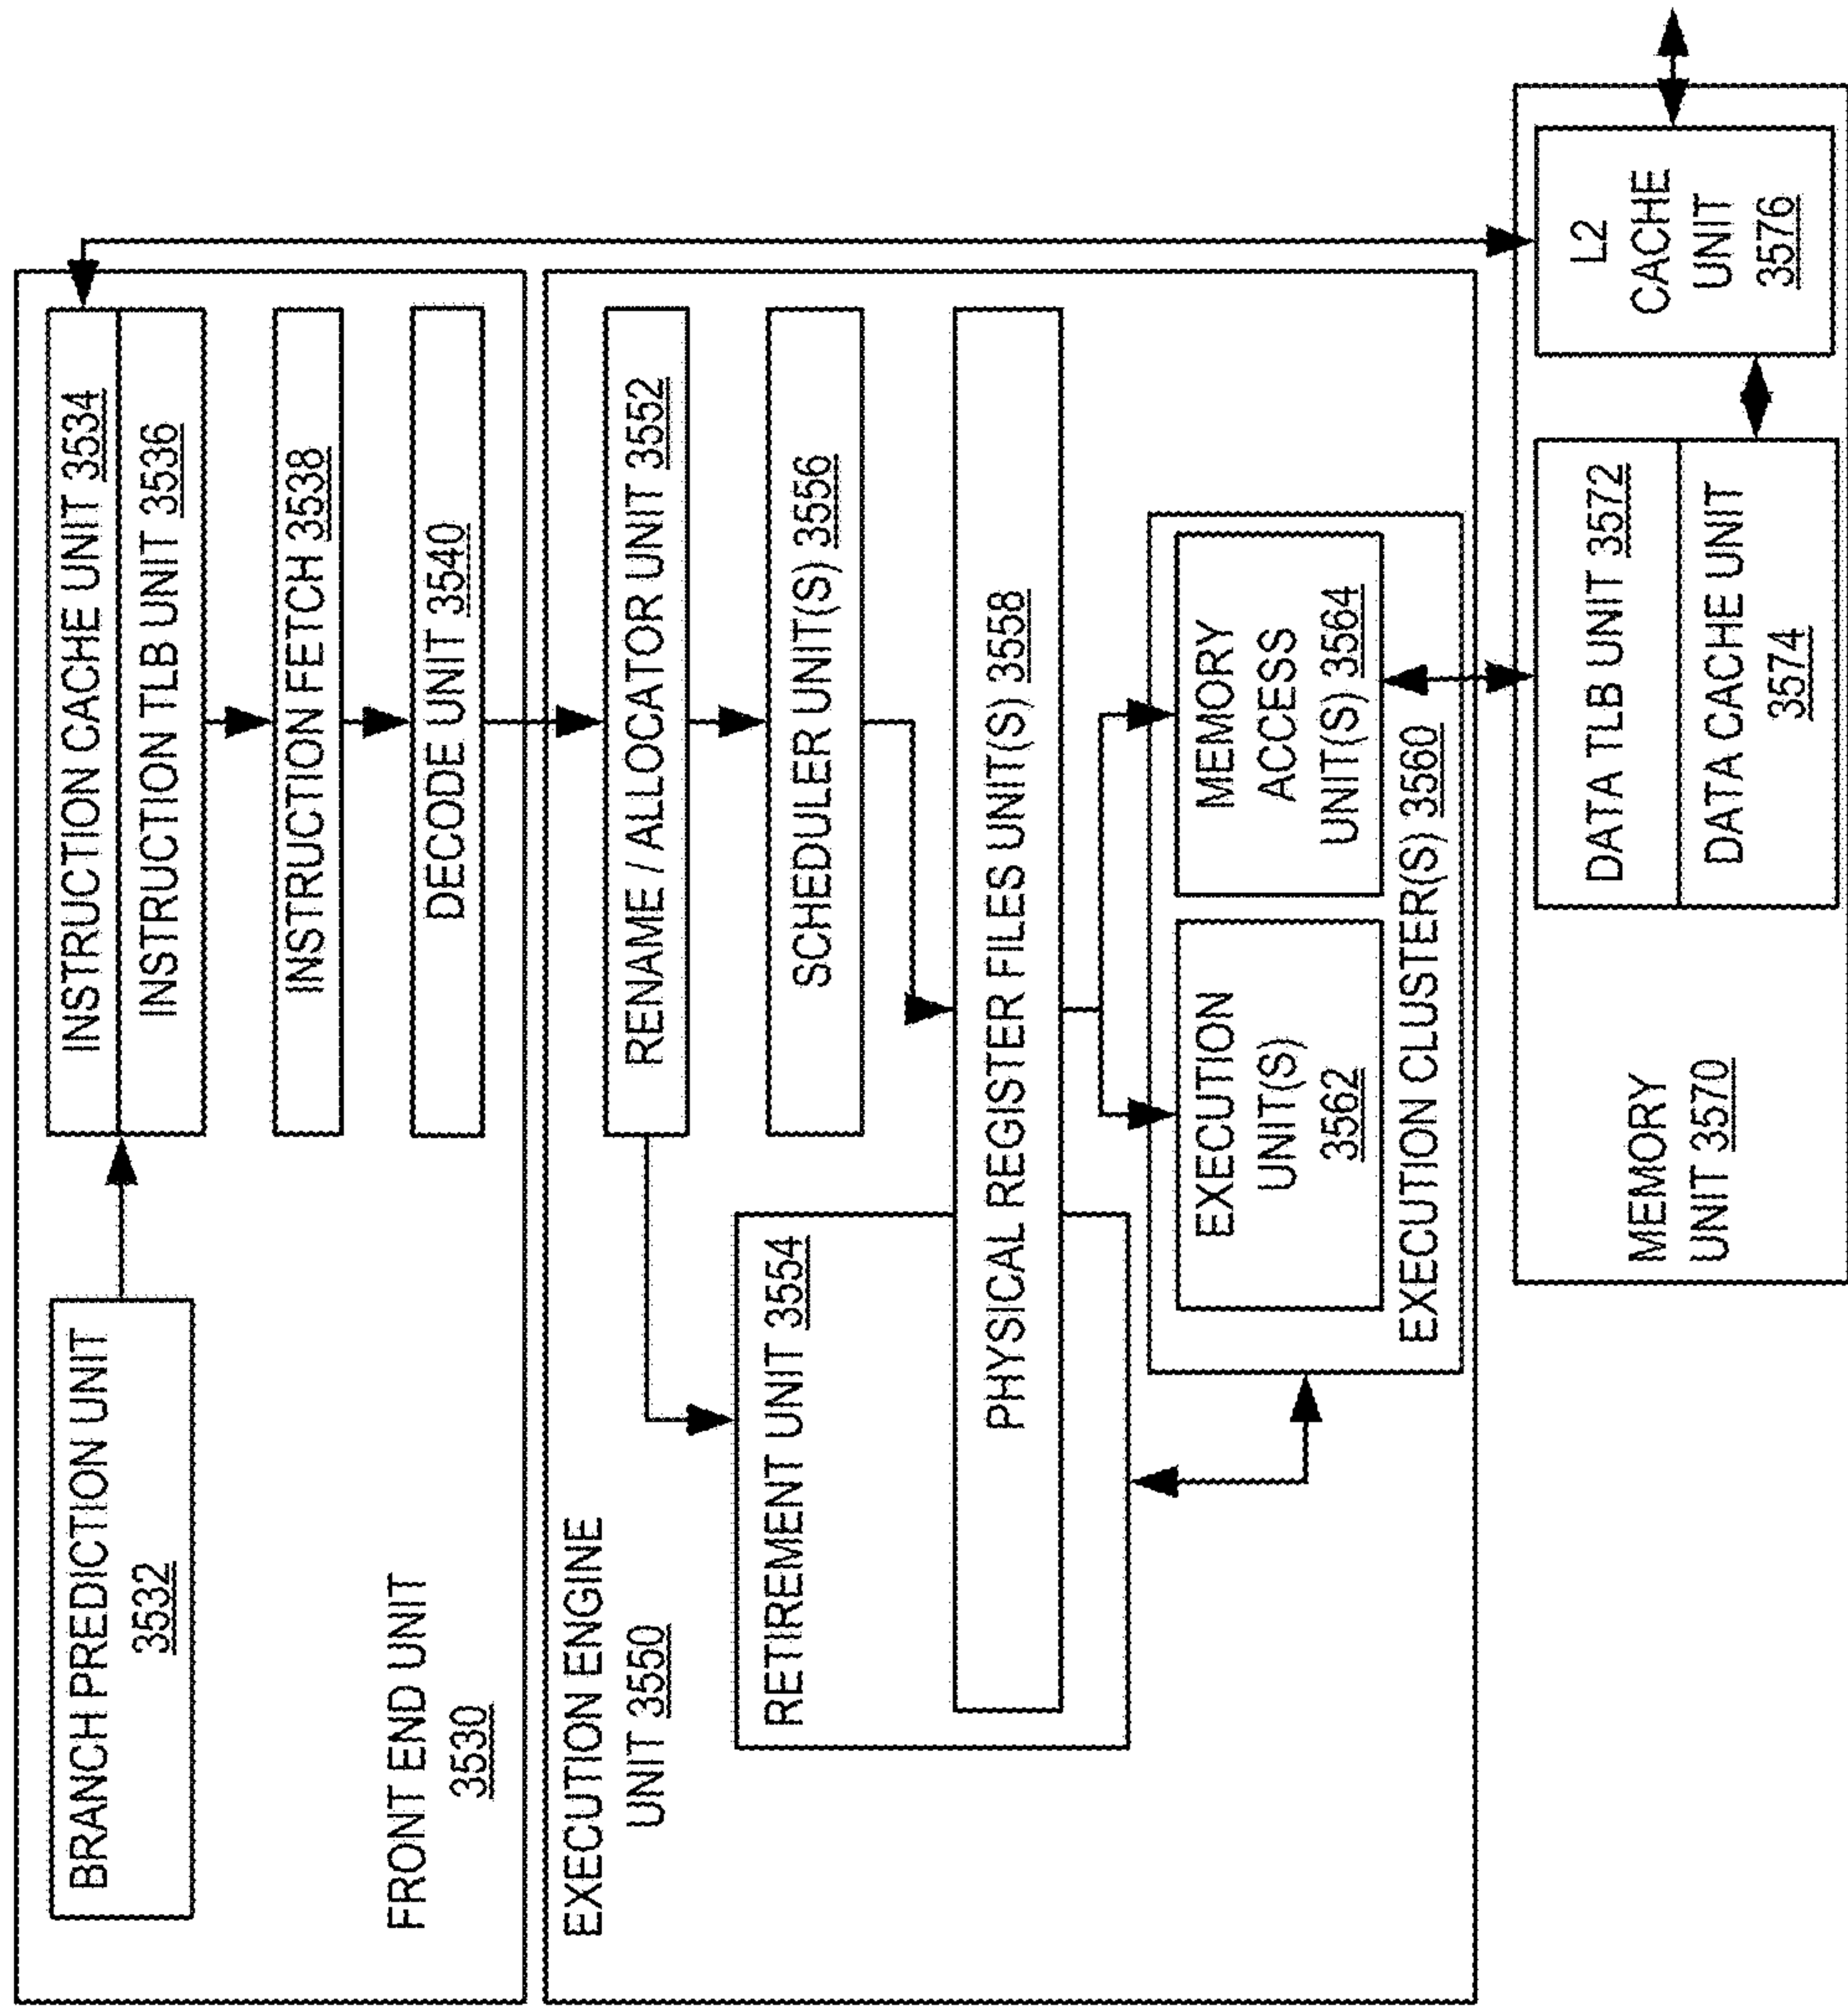 BRANCH PREDICTION UNIT
3532
INSTRUCTION CACHE UNIT 3534
INSTRUCTION TLB UNIT 3536
INSTRUCTION FETCH 3538
DECODE UNIT 3540
FRONT END UNIT
3530
EXECUTION ENGINE
UNIT 3550
RENAME / ALLOCATOR UNIT 3552
RETIREMENT UNIT 3554
SCHEDULER UNIT(S) 3556
PHYSICAL REGISTER FILES UNIT(S) 3558
EXECUTION
UNIT(S)
3562
MEMORY
ACCESS
UNIT(S) 3564
EXECUTION CLUSTER(S) 3560
MEMORY
UNIT 3570
DATA TLB UNIT 3572
DATA CACHE UNIT
3574
L2
CACHE
UNIT
3576